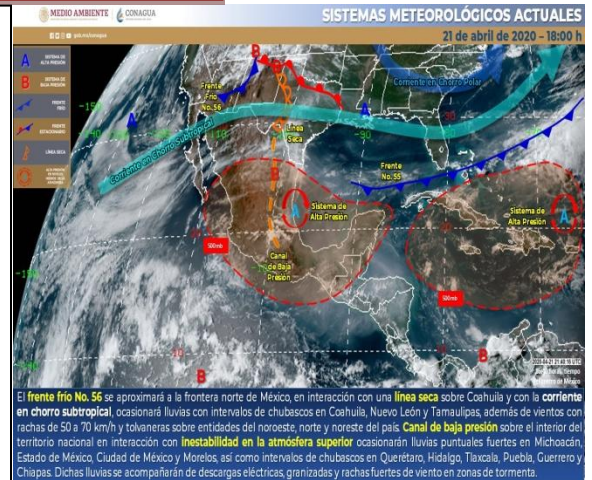 MEDIO AMBIENTE
CONAGUA
SISTEMAS METEOROLÓGICOS ACTUALES
gob.mx/conagua
21 de abril de 2020 – 18:00 h
A SISTEMA DE ALTA PRESIÓN
B SISTEMA DE BAJA PRESIÓN
FRENTE FRÍO
FRENTE ESTACIONARIO
LÍNEA SECA
B
B
Corriente en Chorro Polar
Frente
Frío
No. 56
A
A
Corriente en Chorro Subtropical
Línea
Seca
-90
30
Frente
No. 55
B
A
Sistema de
Alta Presión
Sistema de
Alta Presión
A
500mb
Canal
de Baja
Presión
500mb
10
B
B
El frente frío No. 56 se aproximará a la frontera norte de México, en interacción con una línea seca sobre Coahuila y con la corriente
en chorro subtropical, ocasionará lluvias con intervalos de chubascos en Coahuila, Nuevo León y Tamaulipas, además de vientos con
rachas de 50 a 70 km/h y tolvaneras sobre entidades del noroeste, norte y noreste del país. Canal de baja presión sobre el interior del
territorio nacional en interacción con inestabilidad en la atmósfera superior ocasionarán lluvias puntuales fuertes en Michoacán,
Estado de México, Ciudad de México y Morelos, así como intervalos de chubascos en Querétaro, Hidalgo, Tlaxcala, Puebla, Guerrero y
Chiapas. Dichas lluvias se acompañarán de descargas eléctricas, granizadas y rachas fuertes de viento en zonas de tormenta.